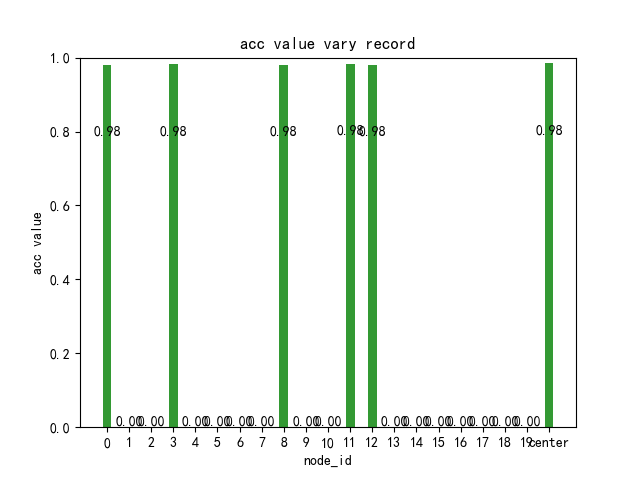 acc value vary record
acc value
1.0
0.8
0.6
0.4
0.2
0.0
0.98 0.98 0.98 0.98 0.98 0.98
0.00 0.00 0.00 0.00 0.00 0.00 0.00 0.00 0.00 0.00 0.00 0.00 0.00 0.00 0.00
0 1 2 3 4 5 6 7 8 9 10 11 12 13 14 15 16 17 18 19 center
node_id